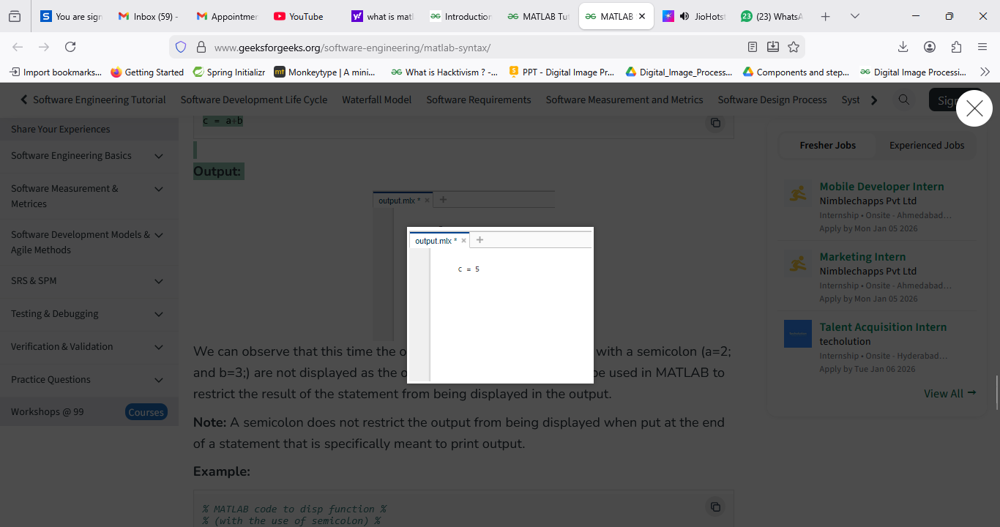 You are sign
Inbox (59) -
Appointmer
YouTube
what is matl
Introduction
MATLAB Tut
MATLAB
JioHots
(23) WhatsA
www.geeksforgeeks.org/software-engineering/matlab-syntax/
Import bookmarks...
Getting Started
Spring Initializr
Monkeytype | A mini...
What is Hacktivism ? -...
PPT - Digital Image Pr...
Digital_Image_Process...
Components and step...
Digital Image Processi...
Software Engineering Tutorial
Software Development Life Cycle
Waterfall Model
Software Requirements
Software Measurement and Metrics
Software Design Process
Syst
Sign
Share Your Experiences
Software Engineering Basics
Software Measurement &
Metrices
Software Development Models &
Agile Methods
SRS & SPM
Testing & Debugging
Verification & Validation
Practice Questions
Workshops @ 99
Courses
c = a+b
Output:
output.mlx *
output.mlx *
c = 5
We can observe that this time the o with a semicolon (a=2;
and b=3;) are not displayed as the o be used in MATLAB to
restrict the result of the statement from being displayed in the output.
Note: A semicolon does not restrict the output from being displayed when put at the end
of a statement that is specifically meant to print output.
Example:
% MATLAB code to disp function %
% (with the use of semicolon) %
Fresher Jobs
Experienced Jobs
Mobile Developer Intern
Nimblechapps Pvt Ltd
Internship • Onsite - Ahmedabad...
Apply by Mon Jan 05 2026
Marketing Intern
Nimblechapps Pvt Ltd
Internship • Onsite - Ahmedabad...
Apply by Mon Jan 05 2026
Talent Acquisition Intern
techolution
Internship • Onsite - Hyderabad...
Apply by Tue Jan 06 2026
View All